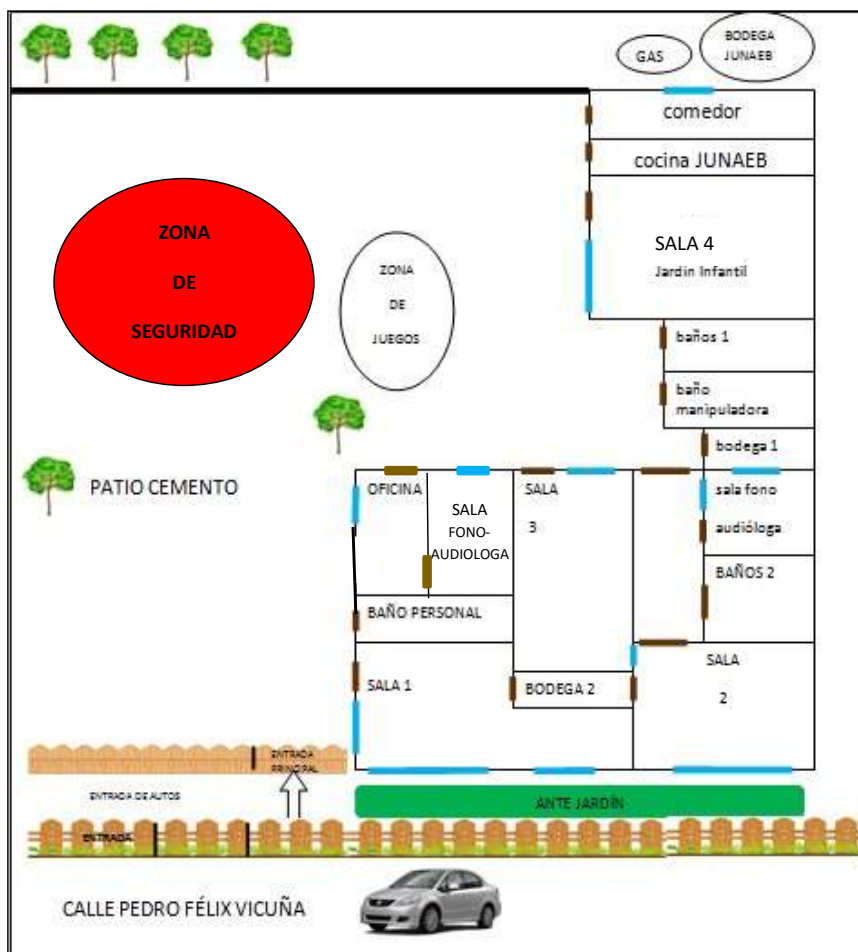 BODEGA
JUNAEB
GAS
comedor
cocina JUNAEB
SALA 4
Jardin Infantil
ZONA
DE
SEGURIDAD
ZONA
DE
JUEGOS
baños 1
baño
manipuladora
bodega 1
PATIO CEMENTO
OFICINA
SALA
FONO-
AUDIOLOGA
SALA
3
sala fono
audióloga
BAÑOS 2
BAÑO PERSONAL
SALA 1
BODEGA 2
SALA
2
ENTRADA
PRINCIPAL
ENTRADA DE AUTOS
ANTE JARDÍN
ENTRADA
CALLE PEDRO FÉLIX VICUÑA